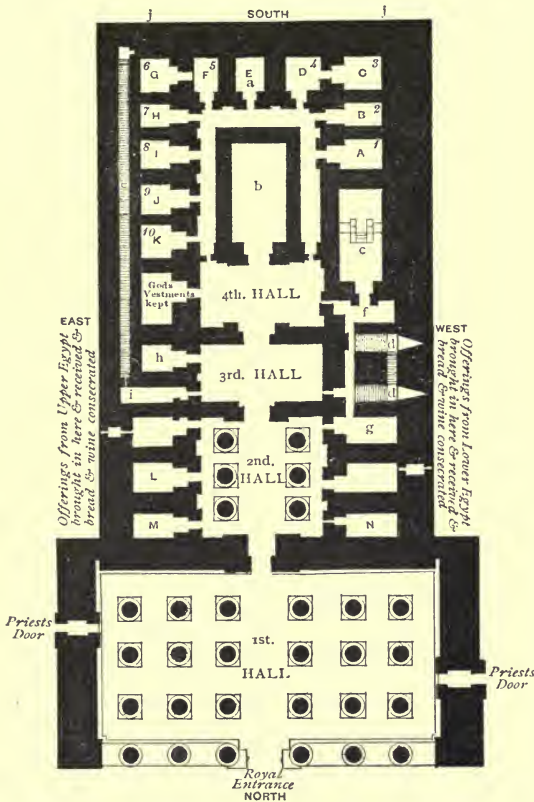 j SOUTH j
6 5 4 3
G F E D C
a
7 H B 2
8 I A 1
b
9 J
10 K
c
Gods
Vestments
kept
4th. HALL
f
EAST
Offerings from Upper Egypt
brought in here & received &
bread & wine consecrated
WEST
Offerings from Lower Egypt
brought in here & received &
bread & wine consecrated
d
h
3rd. HALL
i
d
g
2nd.
HALL
L
M N
Priests
Door
1st.
HALL
Priests
Door
Royal
Entrance
NORTH